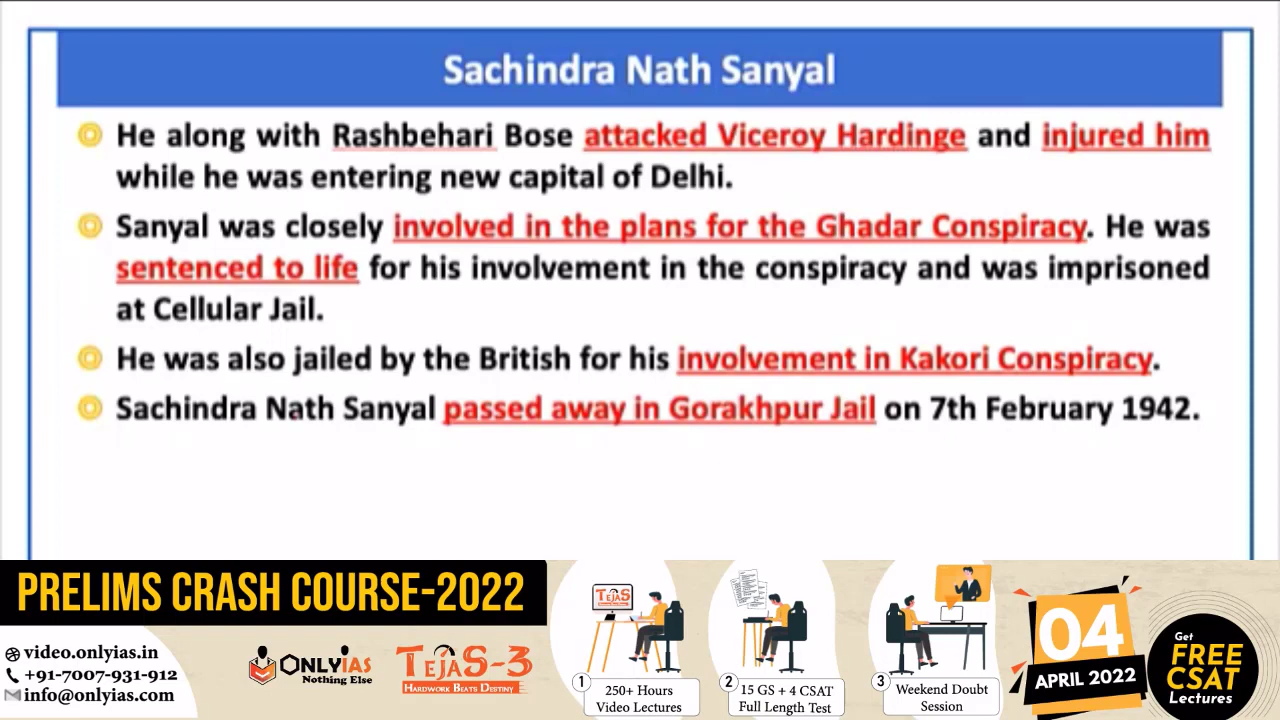 Sachindra Nath Sanyal
He along with Rashbehari Bose attacked Viceroy Hardinge and injured him
while he was entering new capital of Delhi.
Sanyal was closely involved in the plans for the Ghadar Conspiracy. He was
sentenced to life for his involvement in the conspiracy and was imprisoned
at Cellular Jail.
He was also jailed by the British for his involvement in Kakori Conspiracy.
Sachindra Nath Sanyal passed away in Gorakhpur Jail on 7th February 1942.
PRELIMS CRASH COURSE-2022
video.onlyias.in
+91-7007-931-912
info@onlyias.com
ONLYIAS
Nothing Else
TEJAS-3
HARDWORK BEATS DESTINY
TEJAS
1
250+ Hours
Video Lectures
2
15 GS + 4 CSAT
Full Length Test
3
Weekend Doubt
Session
04
APRIL 2022
Get
FREE
CSAT
Lectures